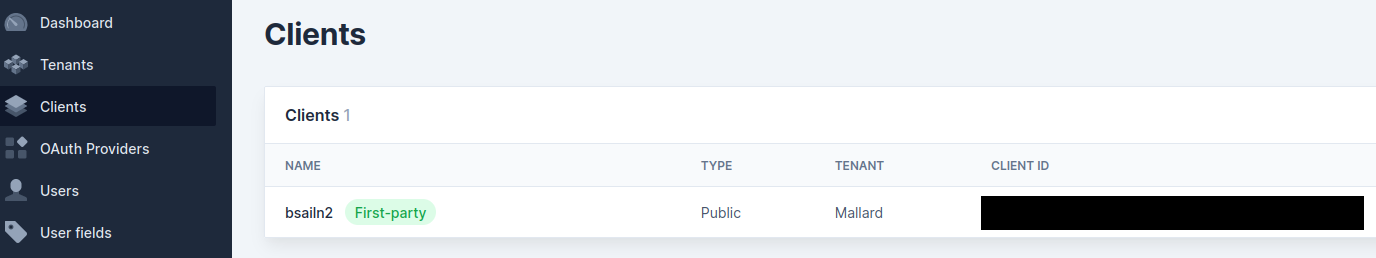 Dashboard
Tenants
Clients
OAuth Providers
Users
User fields
Clients
Clients 1
NAME TYPE TENANT CLIENT ID
bsailn2 First-party Public Mallard